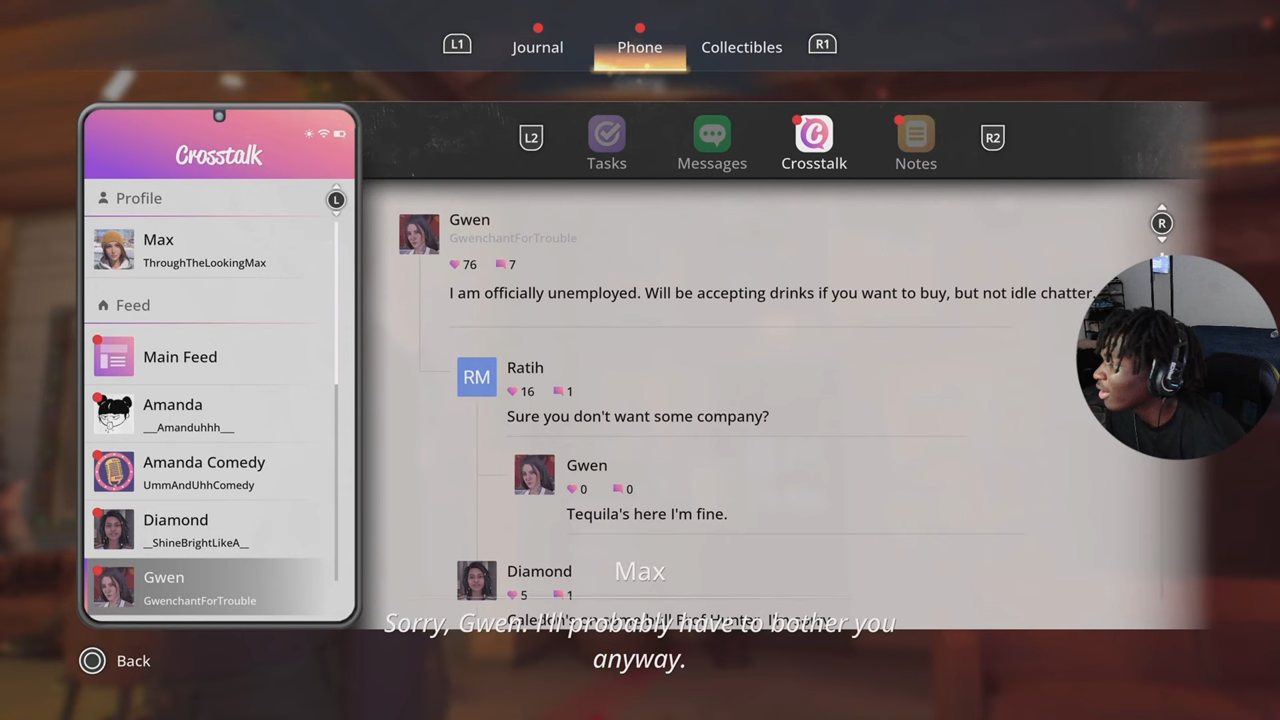 L1
Journal
Phone
Collectibles
R1
Crosstalk
Profile
L
Max
ThroughTheLookingMax
Feed
Main Feed
Amanda
___Amanduhhh___
Amanda Comedy
UmmAndUhhComedy
Diamond
__ShineBrightLikeA__
Gwen
GwenchantForTrouble
L2
Tasks
Messages
Crosstalk
Notes
R2
R
Gwen
GwenchantForTrouble
76 7
I am officially unemployed. Will be accepting drinks if you want to buy, but not idle chatter.
RM
Ratih
16 1
Sure you don't want some company?
Gwen
0 0
Tequila's here I'm fine.
Diamond
5 1
Max
Sorry, Gwen. I'll probably have to bother you
anyway.
Back